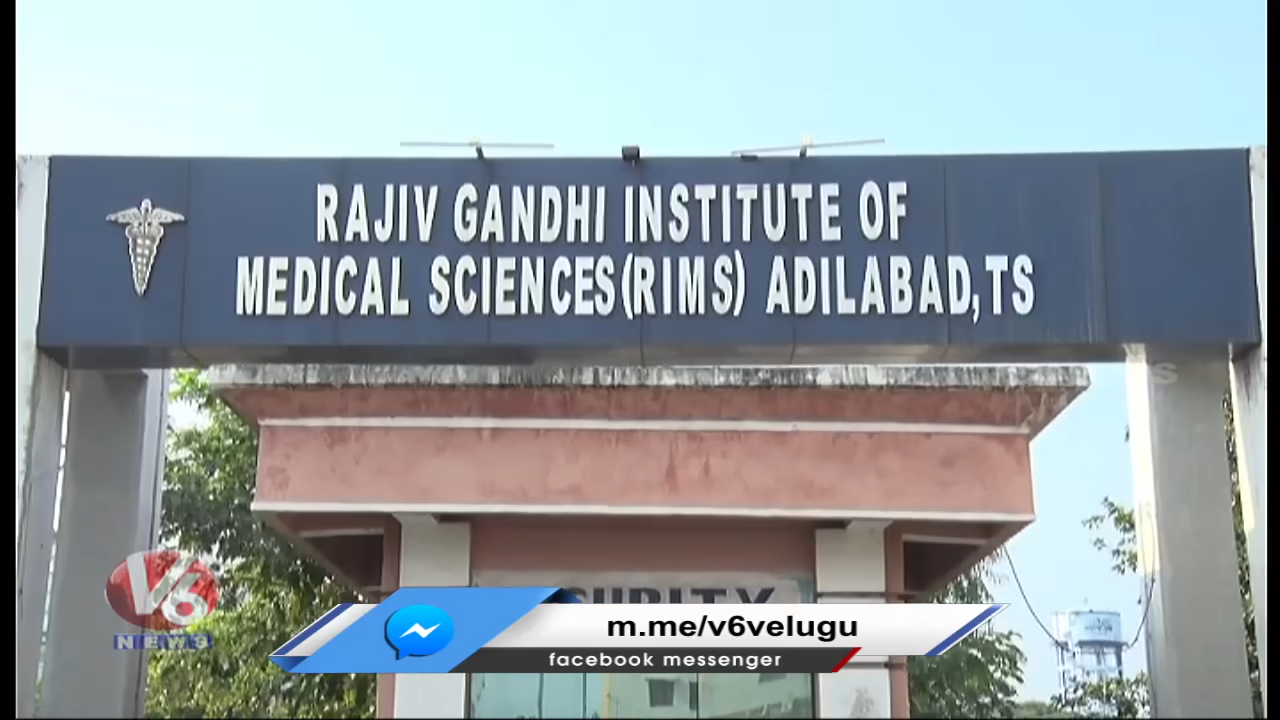 RAJIV GANDHI INSTITUTE OF
MEDICAL SCIENCES(RIMS) ADILABAD,TS
V6
NEWS
m.me/v6velugu
facebook messenger